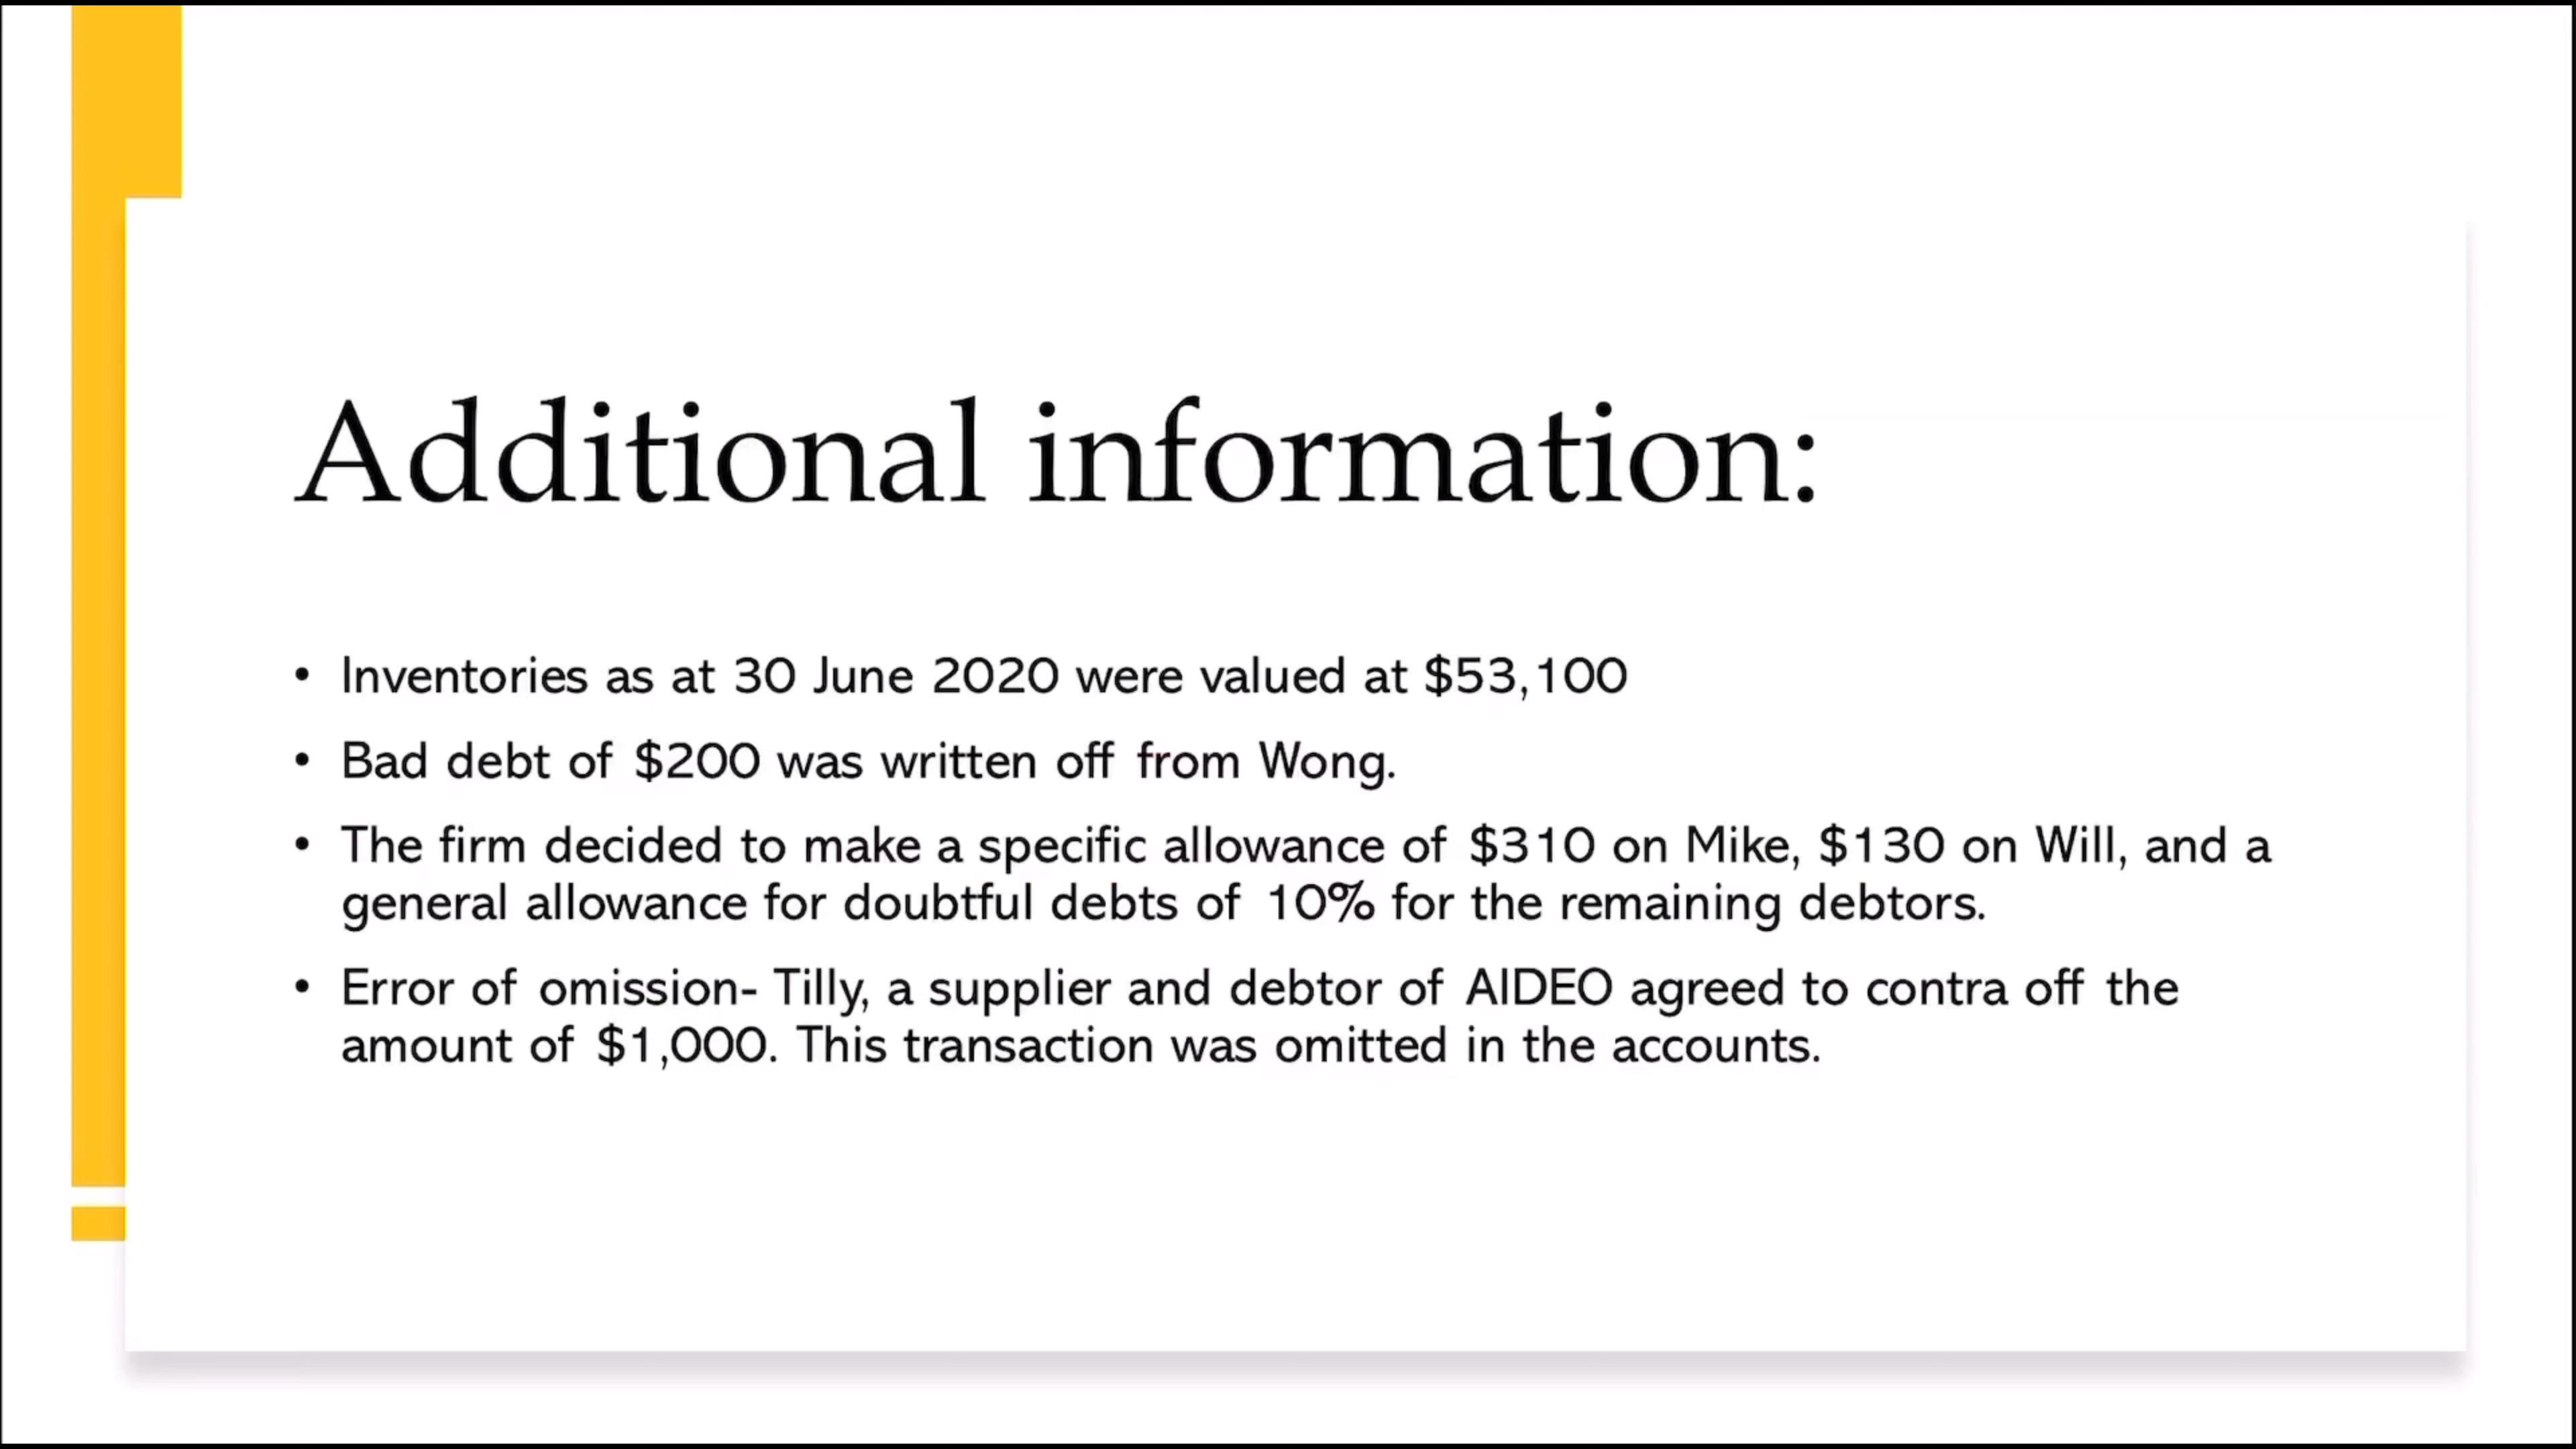 Additional information:
• Inventories as at 30 June 2020 were valued at $53,100
• Bad debt of $200 was written off from Wong.
• The firm decided to make a specific allowance of $310 on Mike, $130 on Will, and a
general allowance for doubtful debts of 10% for the remaining debtors.
• Error of omission- Tilly, a supplier and debtor of AIDEO agreed to contra off the
amount of $1,000. This transaction was omitted in the accounts.